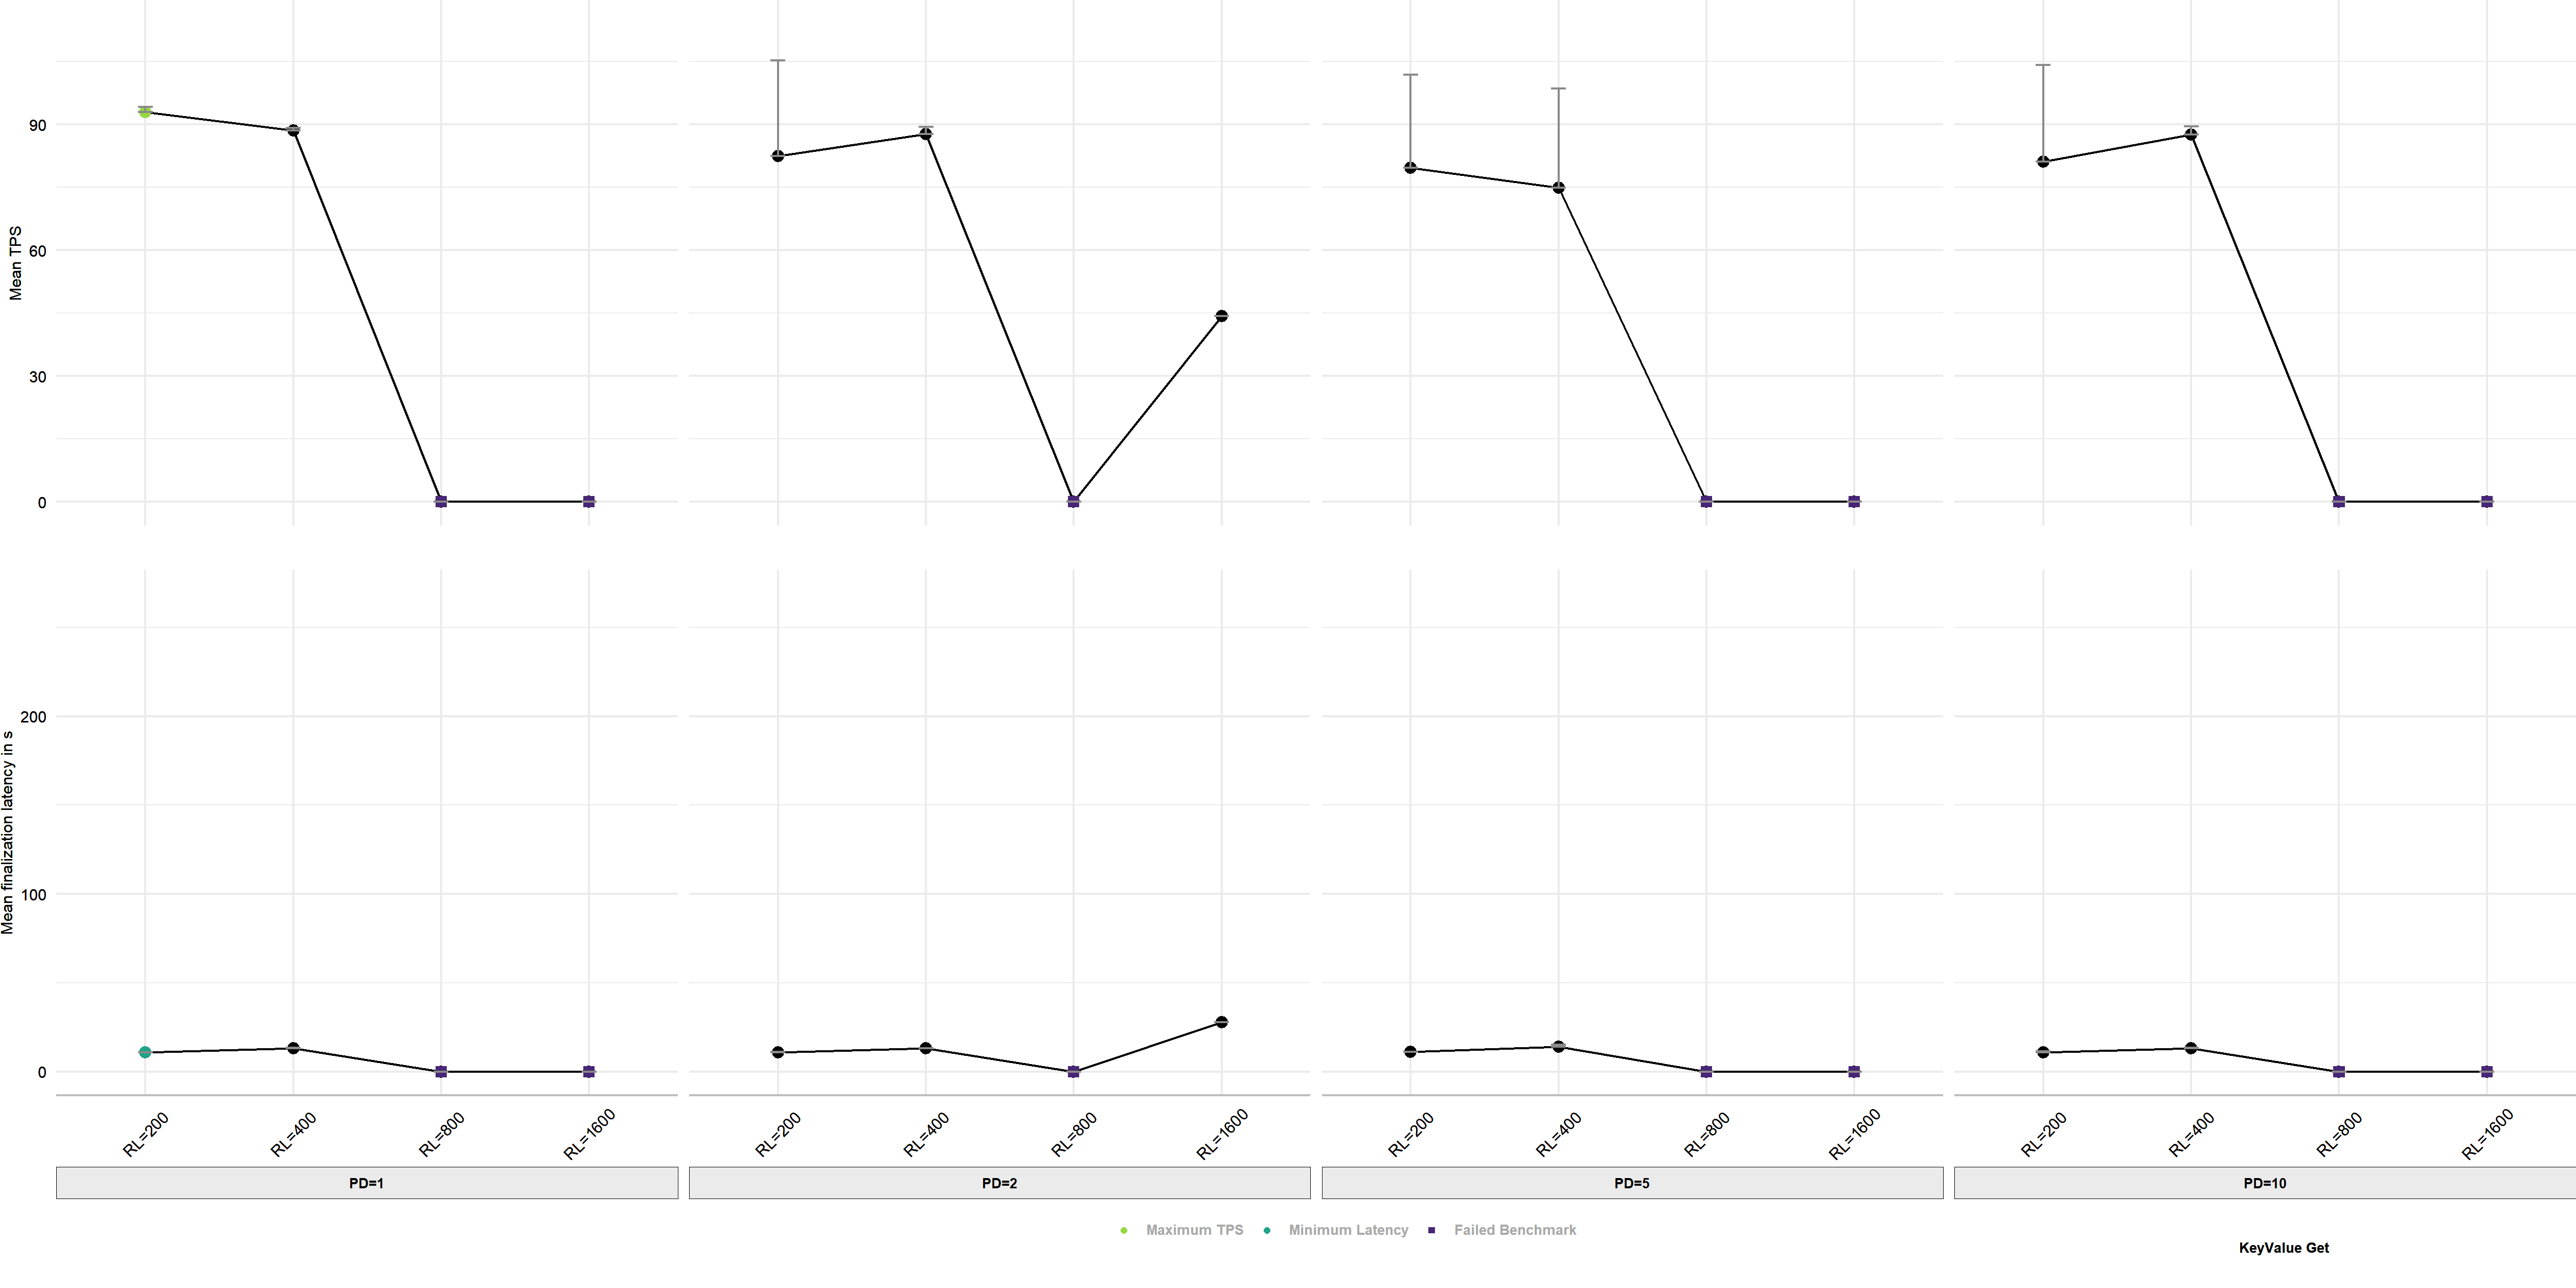 Mean TPS
90
60
30
0
Mean finalization latency in s
200
100
0
RL=200
RL=400
RL=800
RL=1600
RL=200
RL=400
RL=800
RL=1600
RL=200
RL=400
RL=800
RL=1600
RL=200
RL=400
RL=800
RL=1600
PD=1
PD=2
PD=5
PD=10
Maximum TPS
Minimum Latency
Failed Benchmark
KeyValue Get